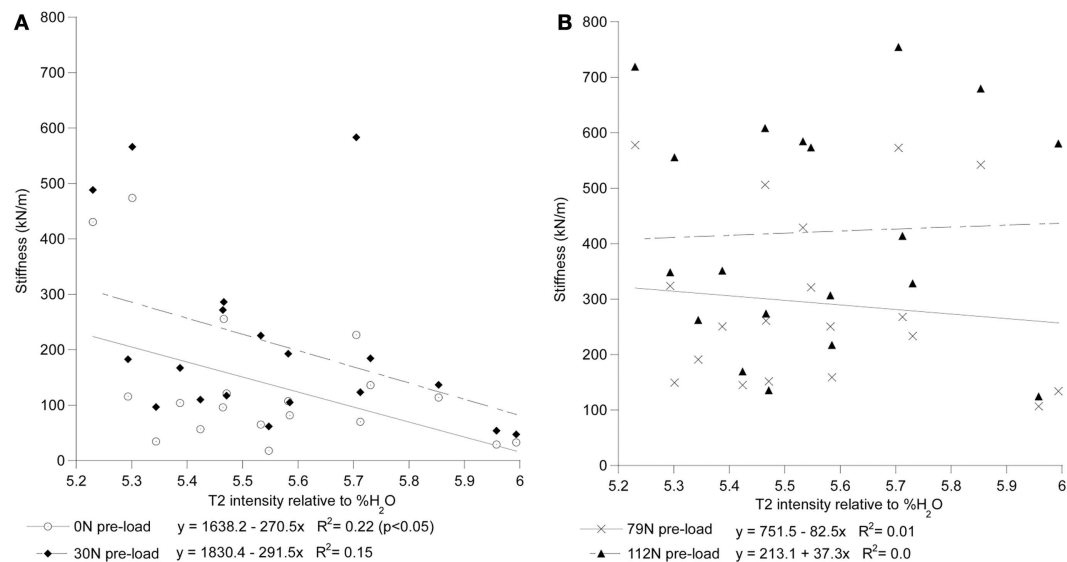 A
800
700
600
500
400
300
200
100
0
Stiffness (kN/m)
5.2 5.3 5.4 5.5 5.6 5.7 5.8 5.9 6
T2 intensity relative to %H₂O
0N pre-load y = 1638.2 - 270.5x R²= 0.22 (p<0.05)
30N pre-load y = 1830.4 - 291.5x R²= 0.15
B
800
700
600
500
400
300
200
100
0
Stiffness (kN/m)
5.2 5.3 5.4 5.5 5.6 5.7 5.8 5.9 6
T2 intensity relative to %H₂O
79N pre-load y = 751.5 - 82.5x R²= 0.01
112N pre-load y = 213.1 + 37.3x R²= 0.0